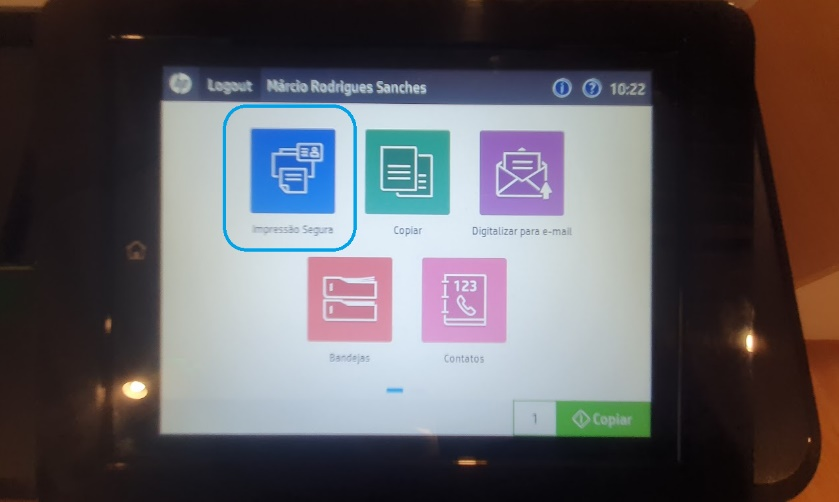 hp Logout Márcio Rodrigues Sanches 10:22
Impressão Segura Copiar Digitalizar para e-mail
123
Bandejas Contatos
1 Copiar